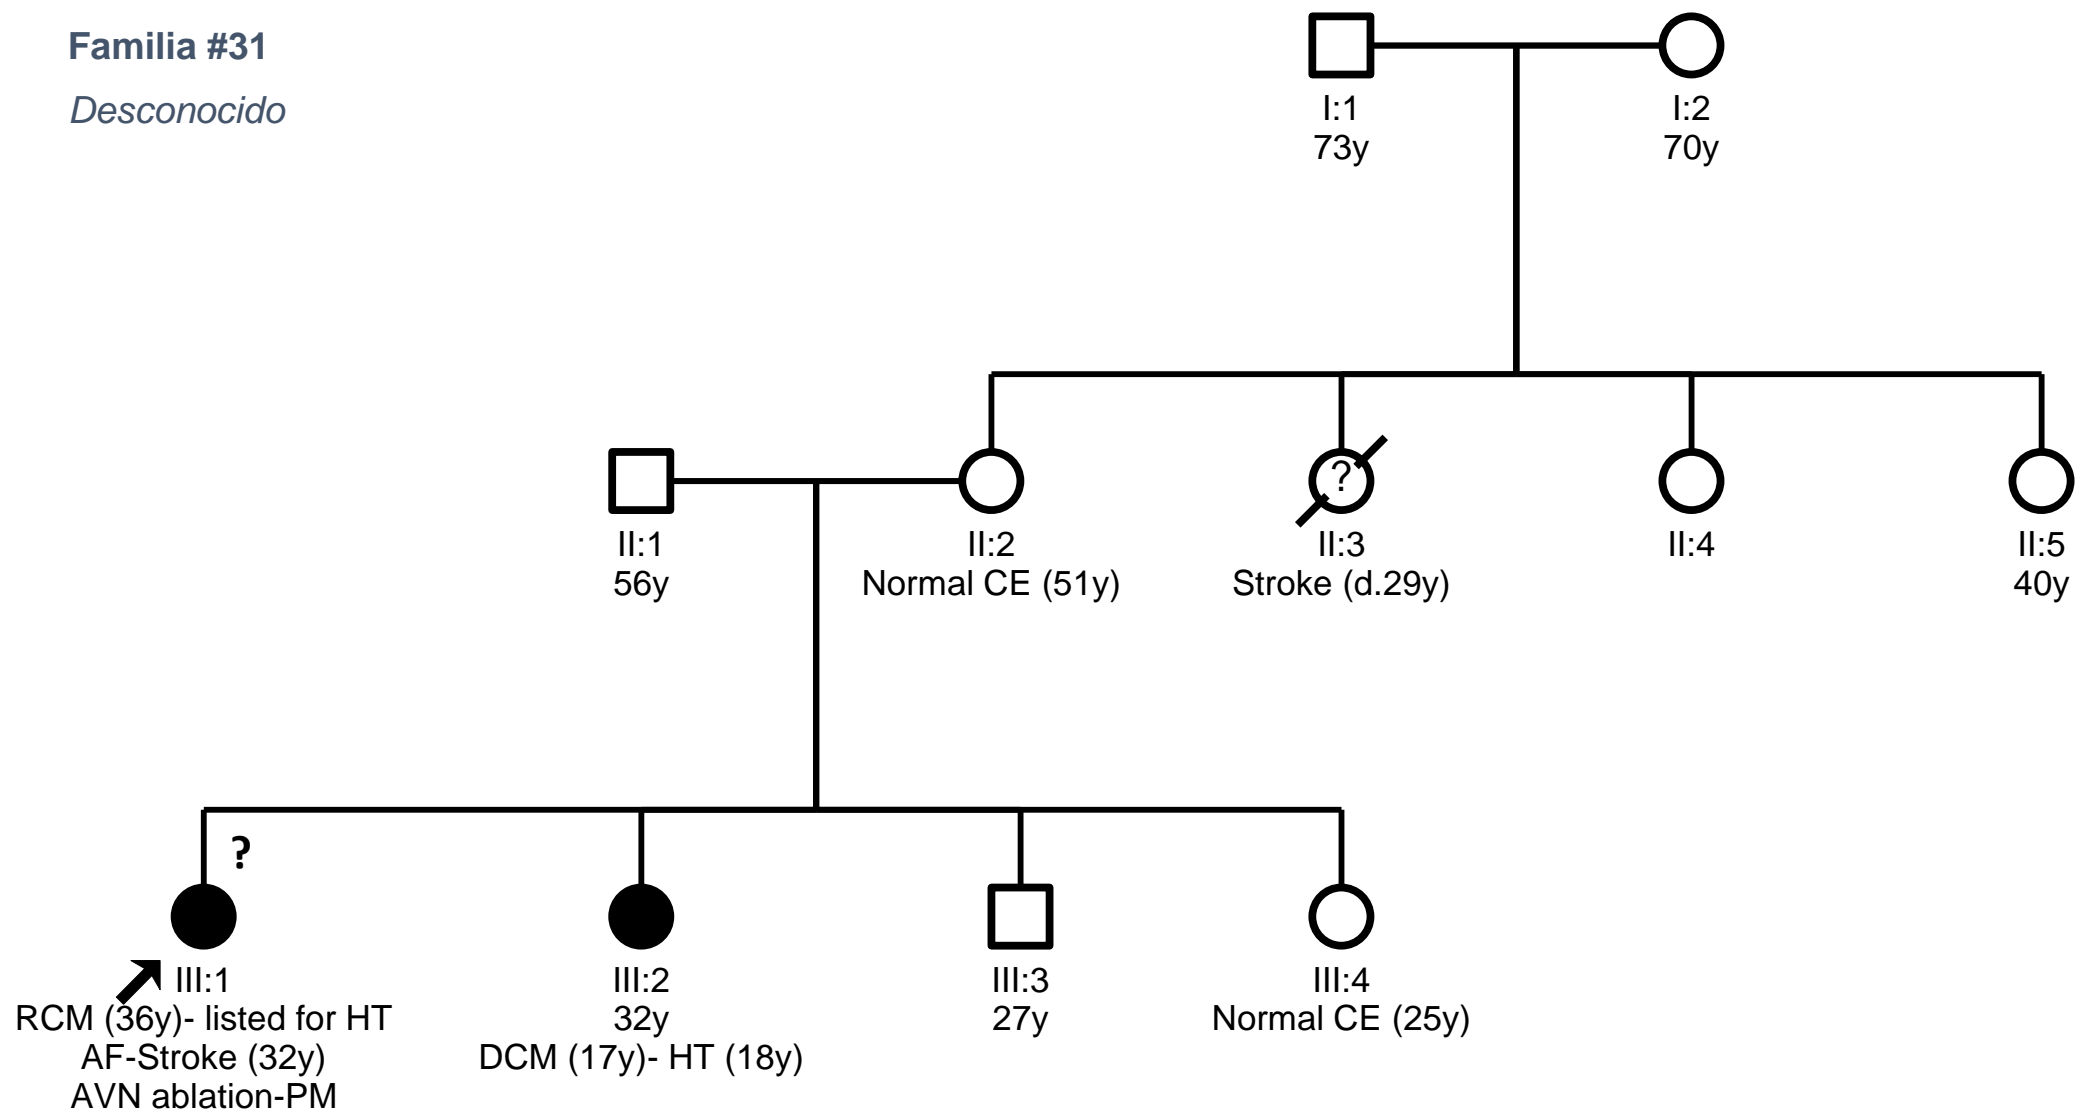 Familia #31
Desconocido
I:1
73y
I:2
70y
?
II:1
56y
II:2
Normal CE (51y)
II:3
Stroke (d.29y)
II:4
II:5
40y
?
III:1
RCM (36y)- listed for HT
AF-Stroke (32y)
AVN ablation-PM
III:2
32y
DCM (17y)- HT (18y)
III:3
27y
III:4
Normal CE (25y)